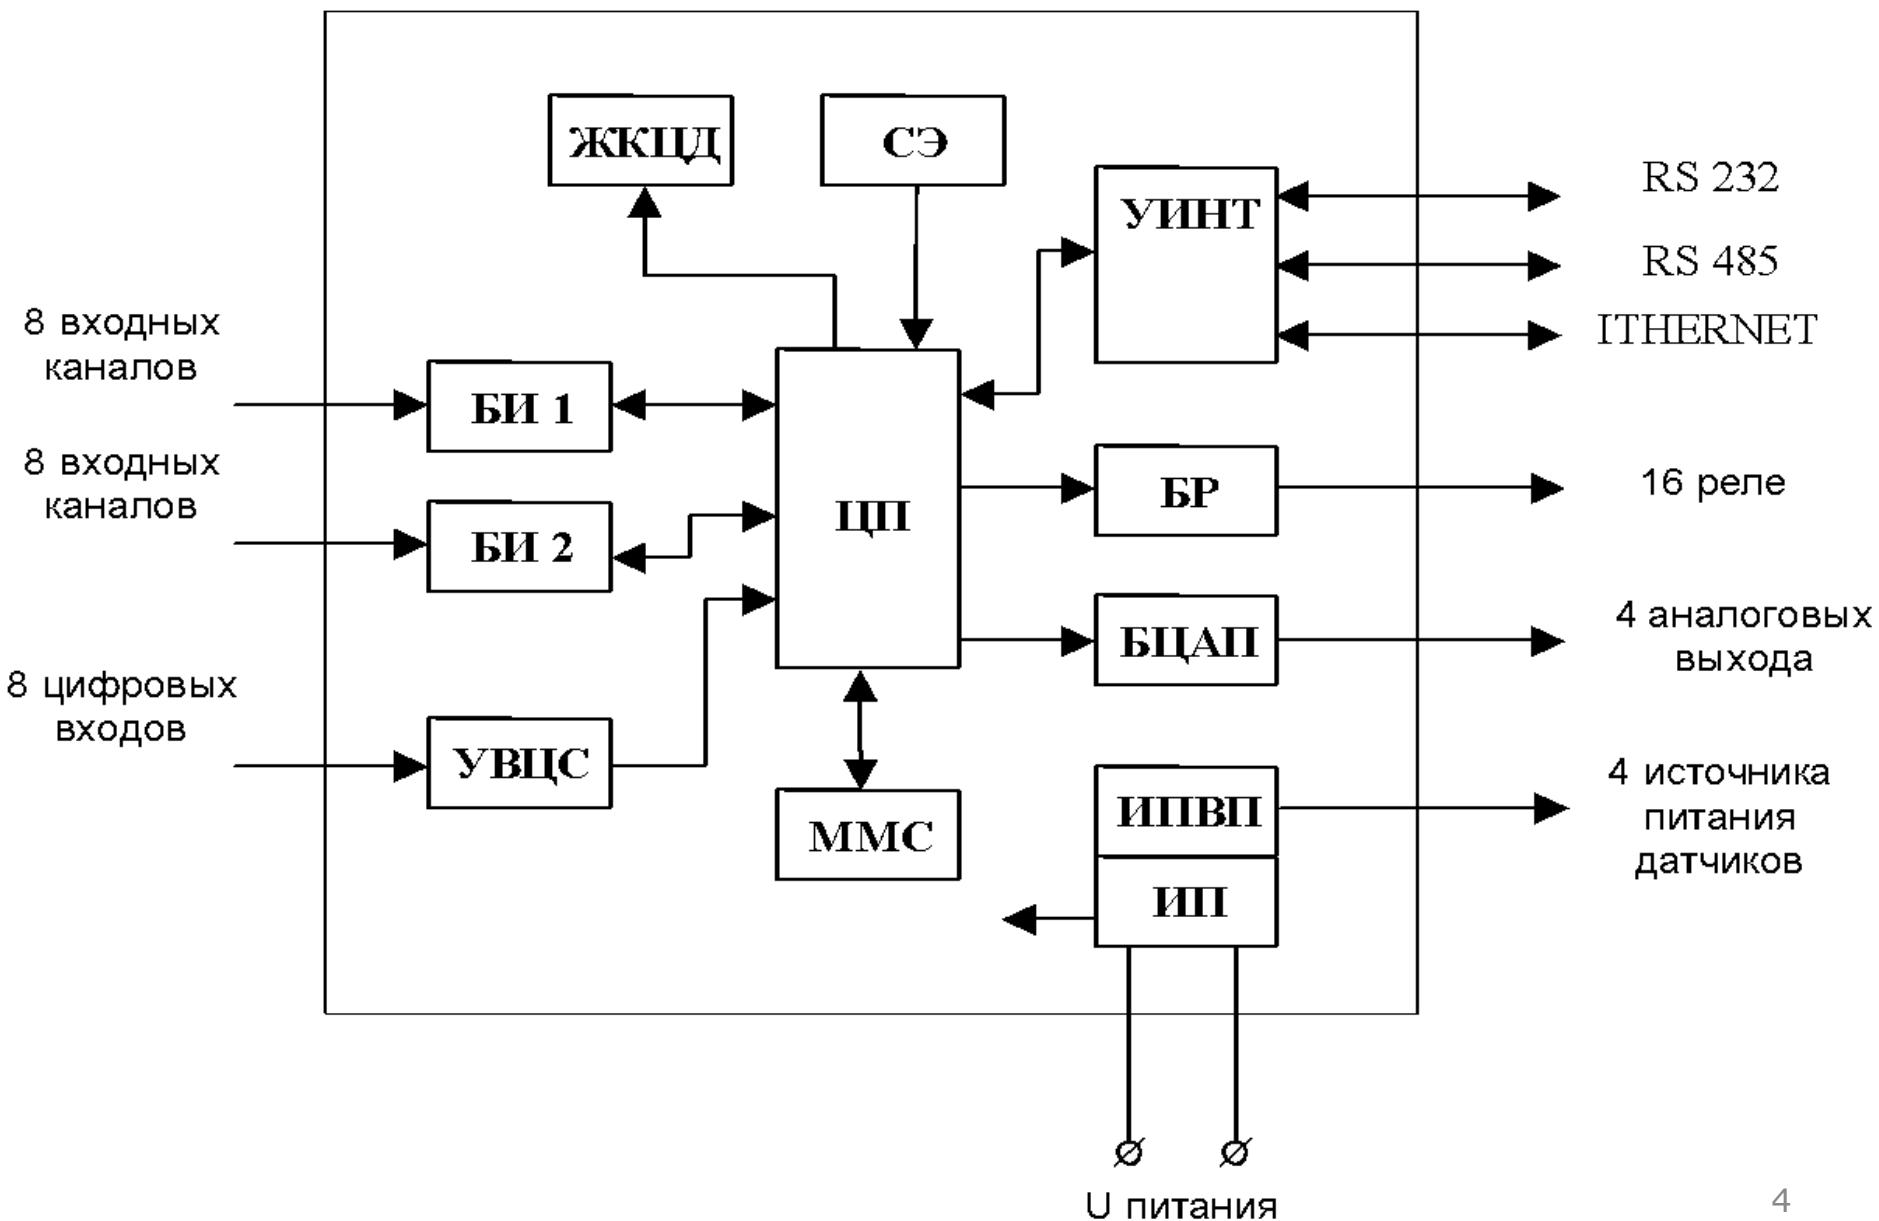 ЖКЦД
СЭ
УИНТ
RS 232
RS 485
ITHERNET
8 входных
каналов
БИ 1
8 входных
каналов
БИ 2
ЦП
БР
16 реле
БЦАП
4 аналоговых
выхода
8 цифровых
входов
УВЦС
ММС
ИПВП
4 источника
питания
датчиков
ИП
U питания
4